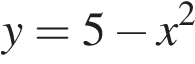 y = 5 − x²